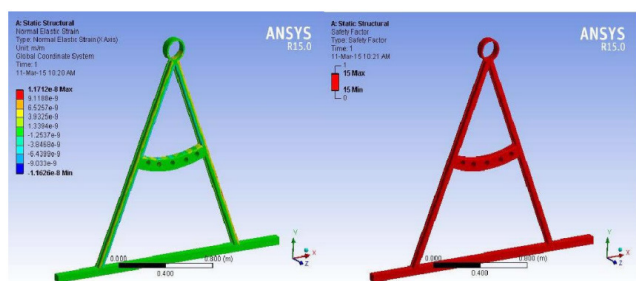 A: Static Structural
Normal Elastic Strain
Type: Normal Elastic Strain(X Axis)
Unit: m/m
Global Coordinate System
Time: 1
11-Mar-15 10:20 AM
1.1712e-8 Max
9.1188e-9
6.5257e-9
3.9325e-9
1.3394e-9
-1.2537e-9
-3.8468e-9
-6.4399e-9
-9.033e-9
-1.1626e-8 Min
ANSYS
R15.0
0.000
0.800 (m)
0.400
Y
X
Z
A: Static Structural
Safety Factor
Type: Safety Factor
Time: 1
11-Mar-15 10:21 AM
1
15 Max
15 Min
0
ANSYS
R15.0
0.000
0.800 (m)
0.400
Y
X
Z